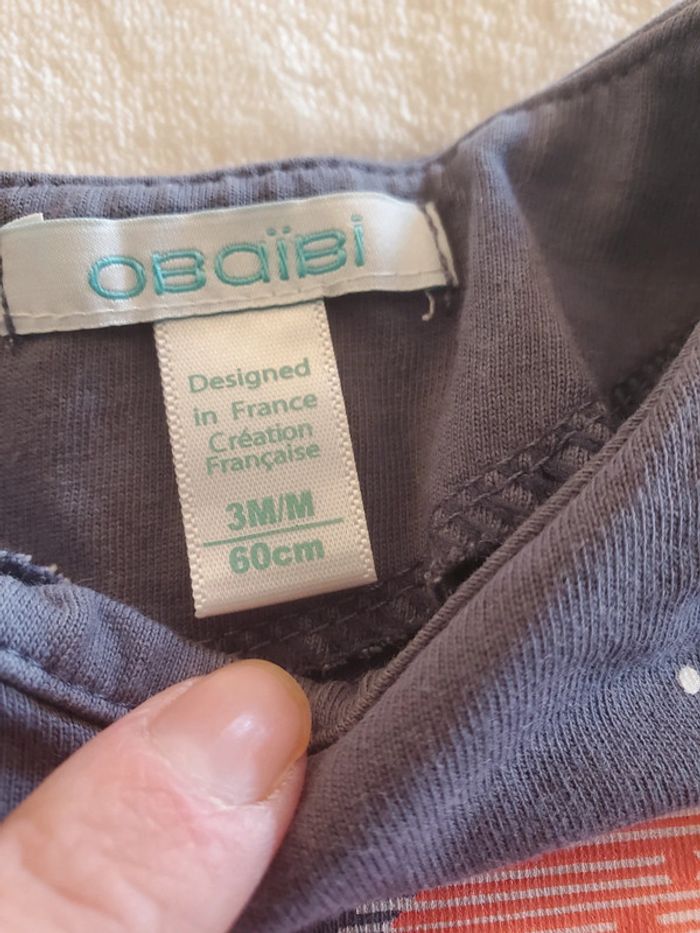 OBaïBi
Designed
in France
Création
Française
3M/M
60cm